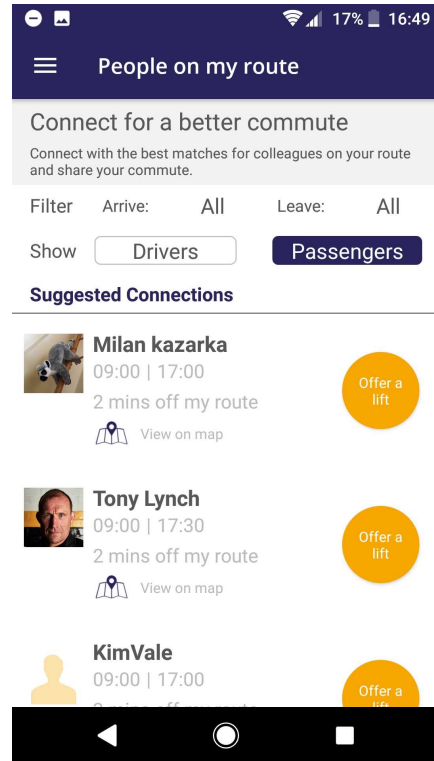 17% 16:49
People on my route
Connect for a better commute
Connect with the best matches for colleagues on your route
and share your commute.
Filter Arrive: All Leave: All
Show Drivers Passengers
Suggested Connections
Milan kazarka
09:00 | 17:00
2 mins off my route
View on map
Offer a
lift
Tony Lynch
09:00 | 17:30
2 mins off my route
View on map
Offer a
lift
KimVale
09:00 | 17:00
Offer a